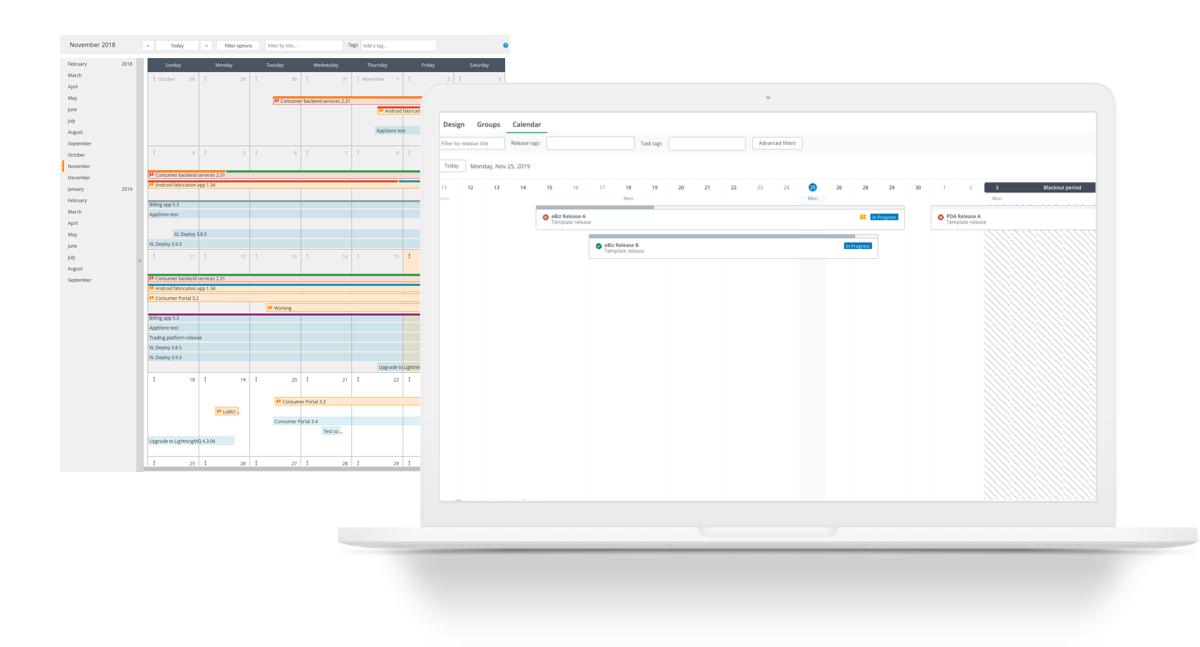 November 2018
<
Today
>
Filter options
Filter by title...
Tags
Add a tag...
?
February 2018
March
April
May
June
July
August
September
October
November
December
January 2019
February
March
April
May
June
July
August
September
Sunday Monday Tuesday Wednesday Thursday Friday Saturday
October 28 29 30 31 November 1 2 3
Consumer backend services 2.31
Android fabricati
AppStore test
4 5 6 7 8
Consumer backend services 2.31
Android fabrication app 1.34
Billing app 5.3
AppStore test
XL Deploy 3.8.5
XL Deploy 3.9.3
11 12 13 14 15
Consumer backend services 2.31
Android fabrication app 1.34
Consumer Portal 3.2
Working
Billing app 5.3
AppStore test
Trading platform release
XL Deploy 3.8.5
XL Deploy 3.9.3
Upgrade to Lightnin
18 19 20 21 22
Consumer Portal 3.3
Ludicr...
Consumer Portal 3.4
Test so...
Upgrade to LightningMQ 4.3.06
25 26 27 28 29
Design Groups Calendar
Filter by release title
Release tags
Task tags
Advanced filters
Today
Monday, Nov 25, 2019
11 12 13 14 15 16 17 18 19 20 21 22 23 24 25 26 27 28 29 30 1 2 3 Blackout period
Mon Mon Mon
eBiz Release A
Template release
In Progress
PDA Release A
Template release
eBiz Release B
Template release
In Progress